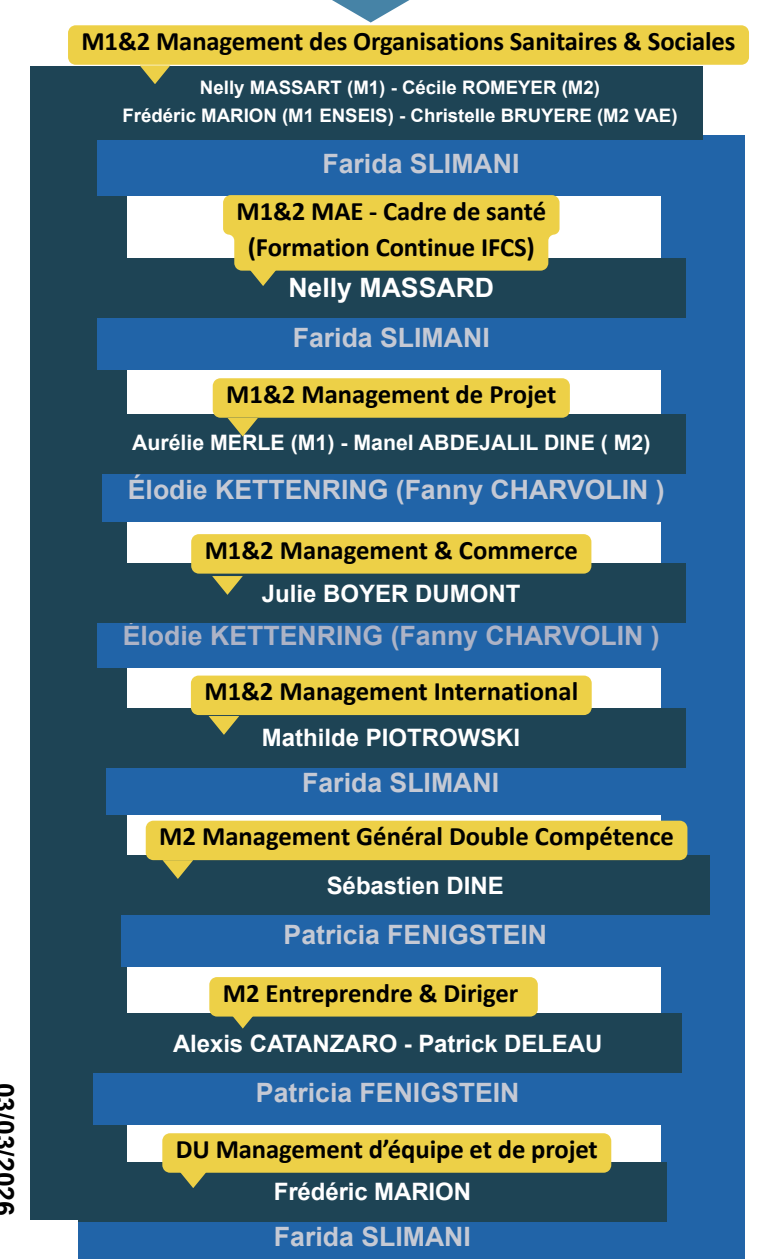 M1&2 Management des Organisations Sanitaires & Sociales
Nelly MASSART (M1) - Cécile ROMEYER (M2)
Frédéric MARION (M1 ENSEIS) - Christelle BRUYERE (M2 VAE)
Farida SLIMANI
M1&2 MAE - Cadre de santé
(Formation Continue IFCS)
Nelly MASSARD
Farida SLIMANI
M1&2 Management de Projet
Aurélie MERLE (M1) - Manel ABDEJALIL DINE ( M2)
Élodie KETTENRING (Fanny CHARVOLIN )
M1&2 Management & Commerce
Julie BOYER DUMONT
Élodie KETTENRING (Fanny CHARVOLIN )
M1&2 Management International
Mathilde PIOTROWSKI
Farida SLIMANI
M2 Management Général Double Compétence
Sébastien DINE
Patricia FENIGSTEIN
M2 Entreprendre & Diriger
Alexis CATANZARO - Patrick DELEAU
Patricia FENIGSTEIN
DU Management d’équipe et de projet
Frédéric MARION
Farida SLIMANI
03/03/2026